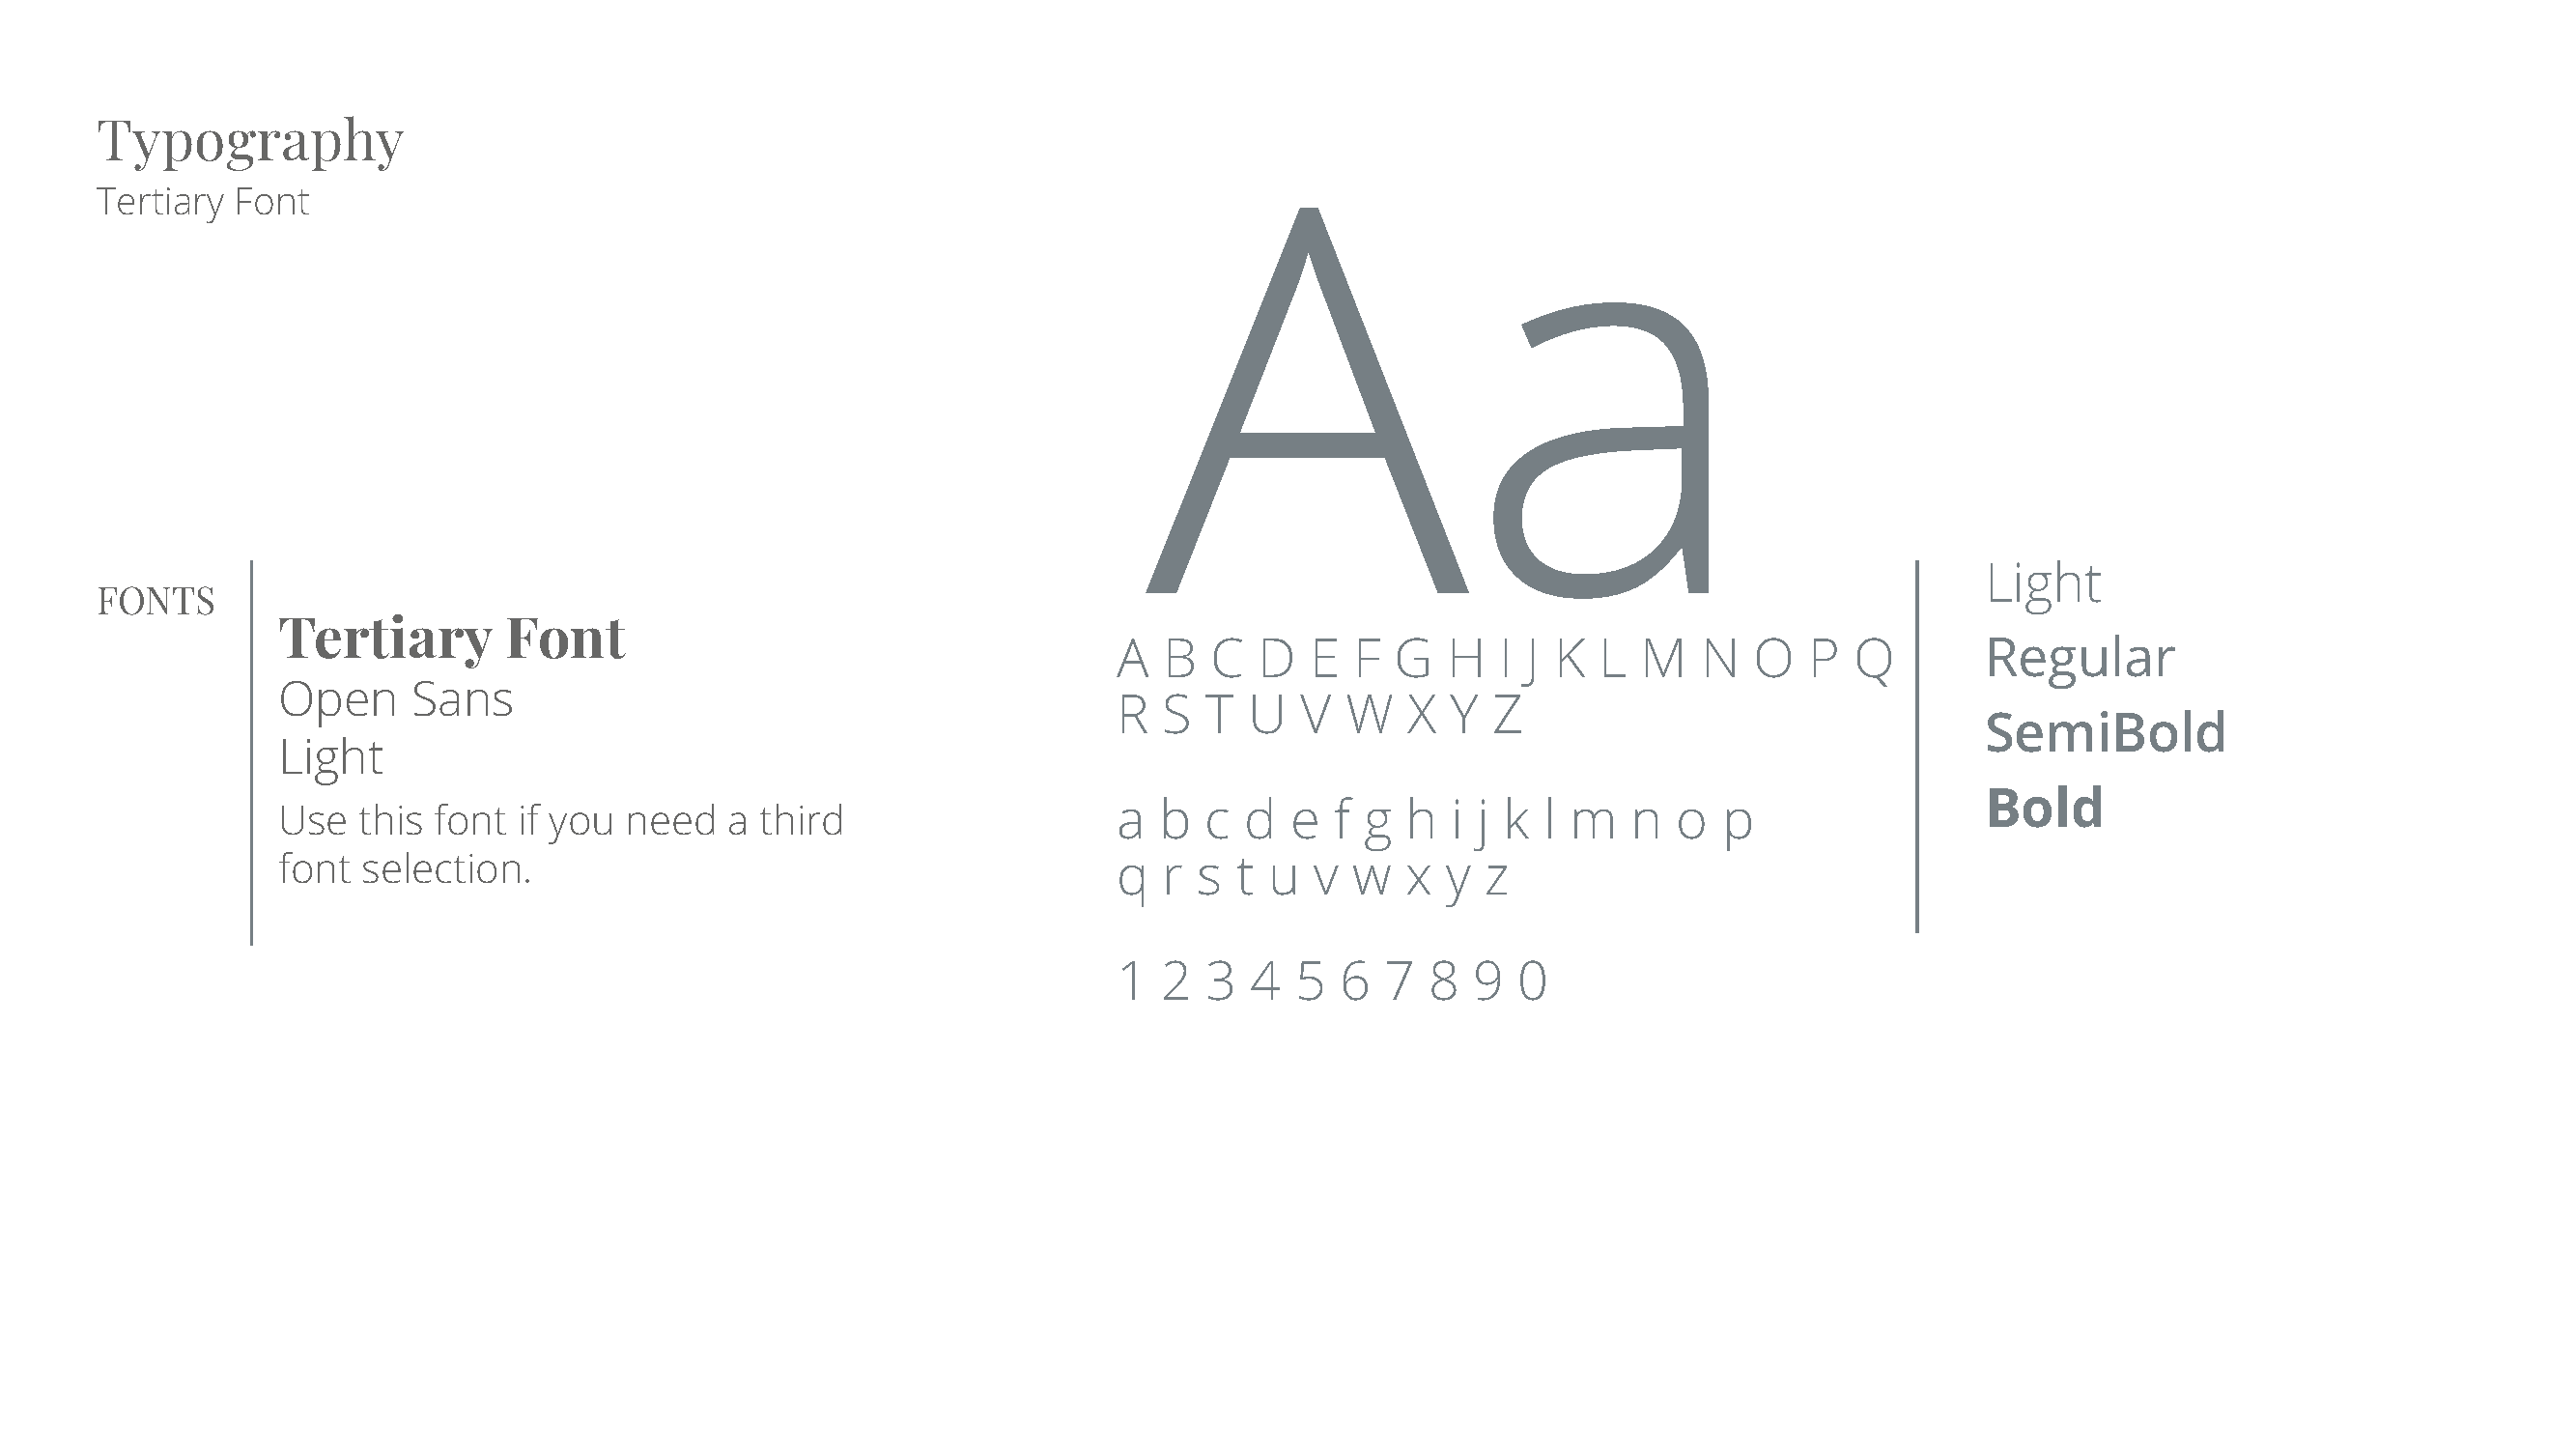 Typography
Tertiary Font
FONTS
Tertiary Font
Open Sans
Light
Use this font if you need a third
font selection.
Aa
A B C D E F G H I J K L M N O P Q
R S T U V W X Y Z
a b c d e f g h i j k l m n o p
q r s t u v w x y z
1 2 3 4 5 6 7 8 9 0
Light
Regular
SemiBold
Bold